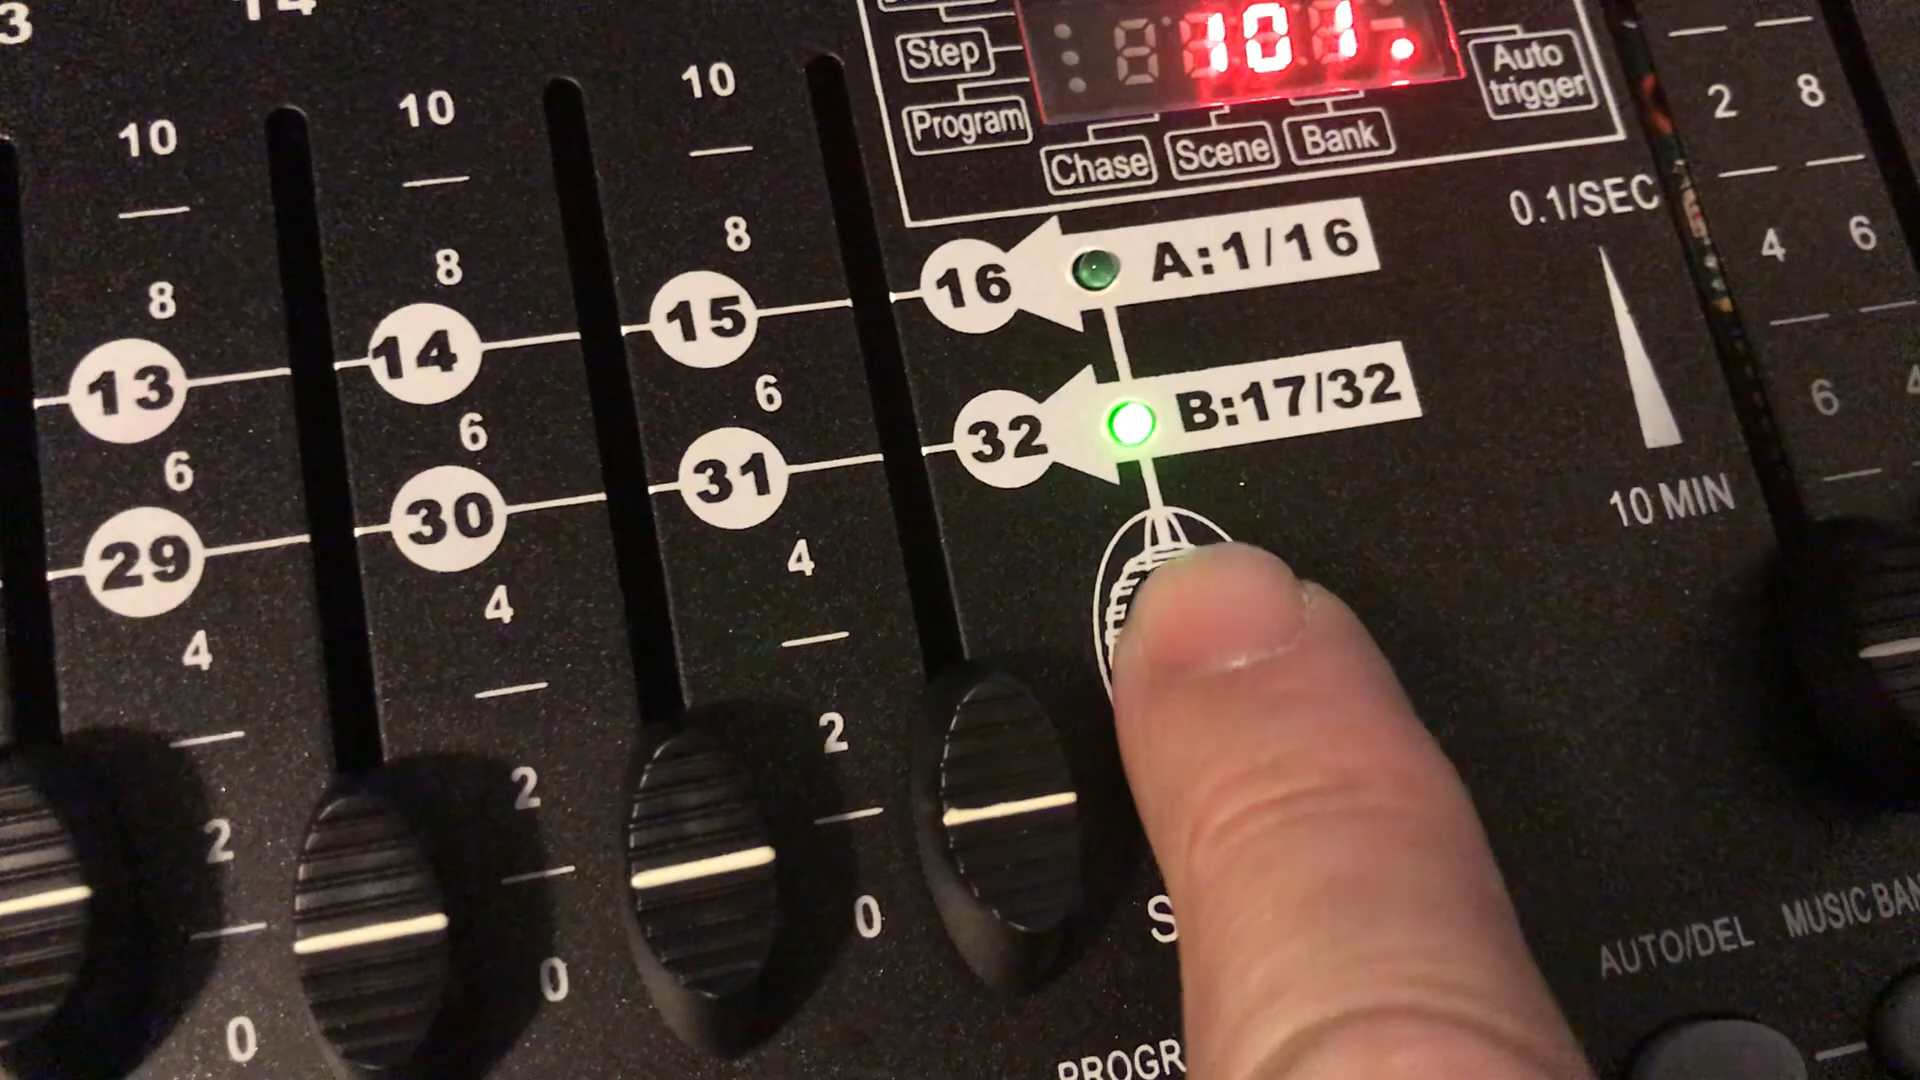 10 10 10
8 8 8
6 6 6
4 4 4
2 2 2
0 0 0
13 14 15 16
29 30 31 32
101.
Step
Program
Chase Scene Bank
Auto
trigger
A:1/16
B:17/32
0.1/SEC
10 MIN
2 8
4 6
6 4
AUTO/DEL